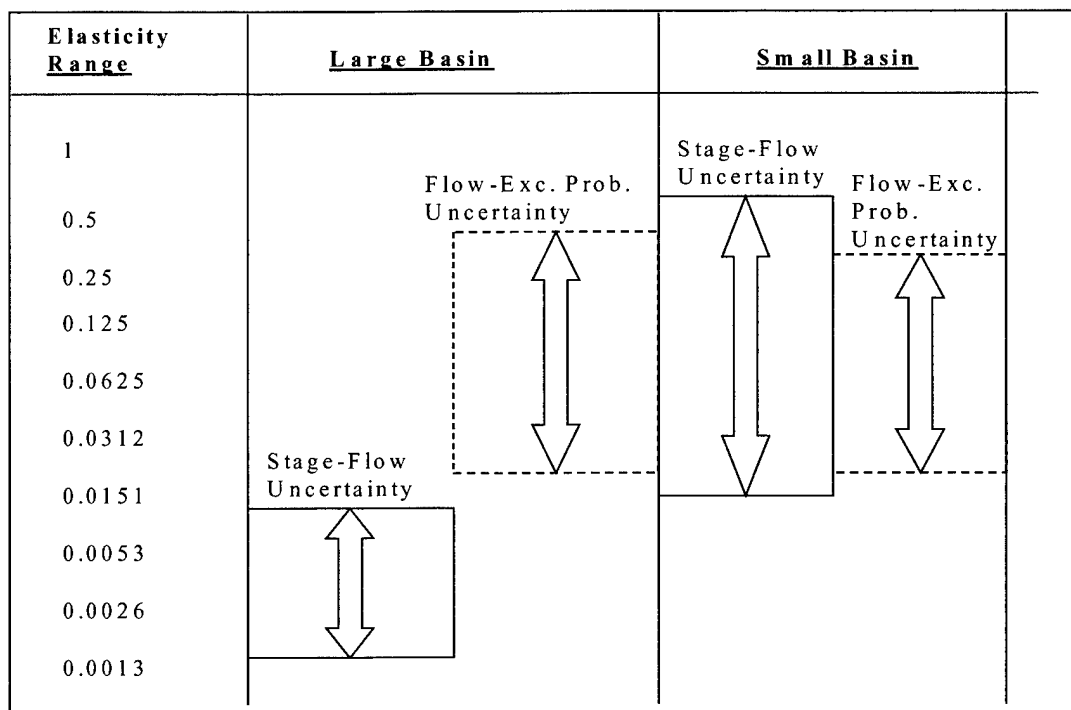 Elasticity
Range
Large Basin
Small Basin
1
0.5
0.25
0.125
0.0625
0.0312
0.0151
0.0053
0.0026
0.0013
Stage-Flow
Uncertainty
Flow-Exc. Prob.
Uncertainty
Stage-Flow
Uncertainty
Flow-Exc.
Prob.
Uncertainty